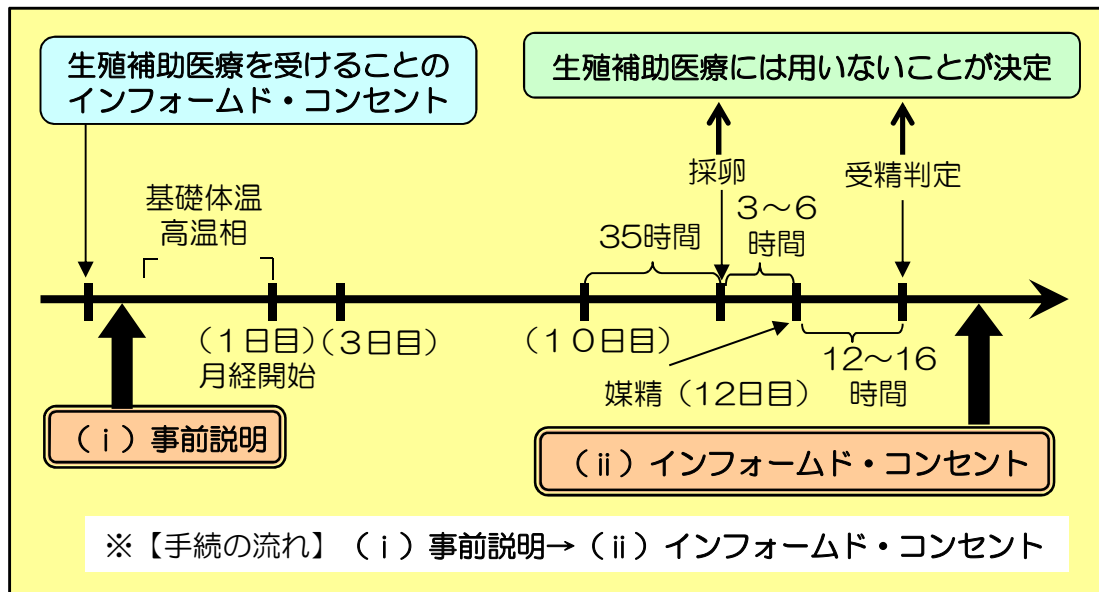 生殖補助医療を受けることの
インフォームド・コンセント
生殖補助医療には用いないことが決定
採卵
受精判定
基礎体温
高温相
35時間
3~6
時間
(1日目)
月経開始
(3日目)
(10日目)
媒精(12日目)
12~16
時間
(ⅰ)事前説明
(ⅱ)インフォームド・コンセント
※【手続の流れ】(ⅰ)事前説明→(ⅱ)インフォームド・コンセント